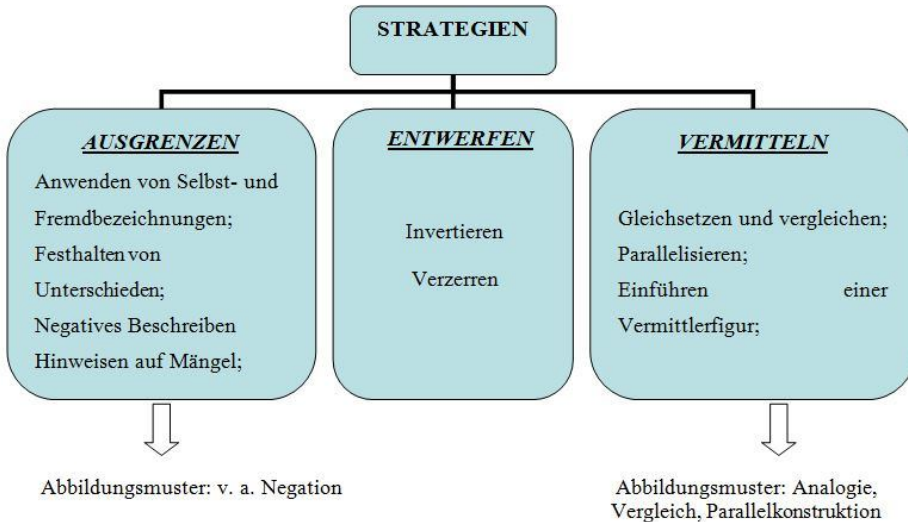 STRATEGIEN
AUSGRENZEN
Anwenden von Selbst- und
Fremdbezeichnungen;
Festhalten von
Unterschieden;
Negatives Beschreiben
Hinweisen auf Mängel;
ENTWERFEN
Invertieren
Verzerren
VERMITTELN
Gleichsetzen und vergleichen;
Parallelisieren;
Einführen einer
Vermittlerfigur;
Abbildungsmuster: v. a. Negation
Abbildungsmuster: Analogie,
Vergleich, Parallelkonstruktion